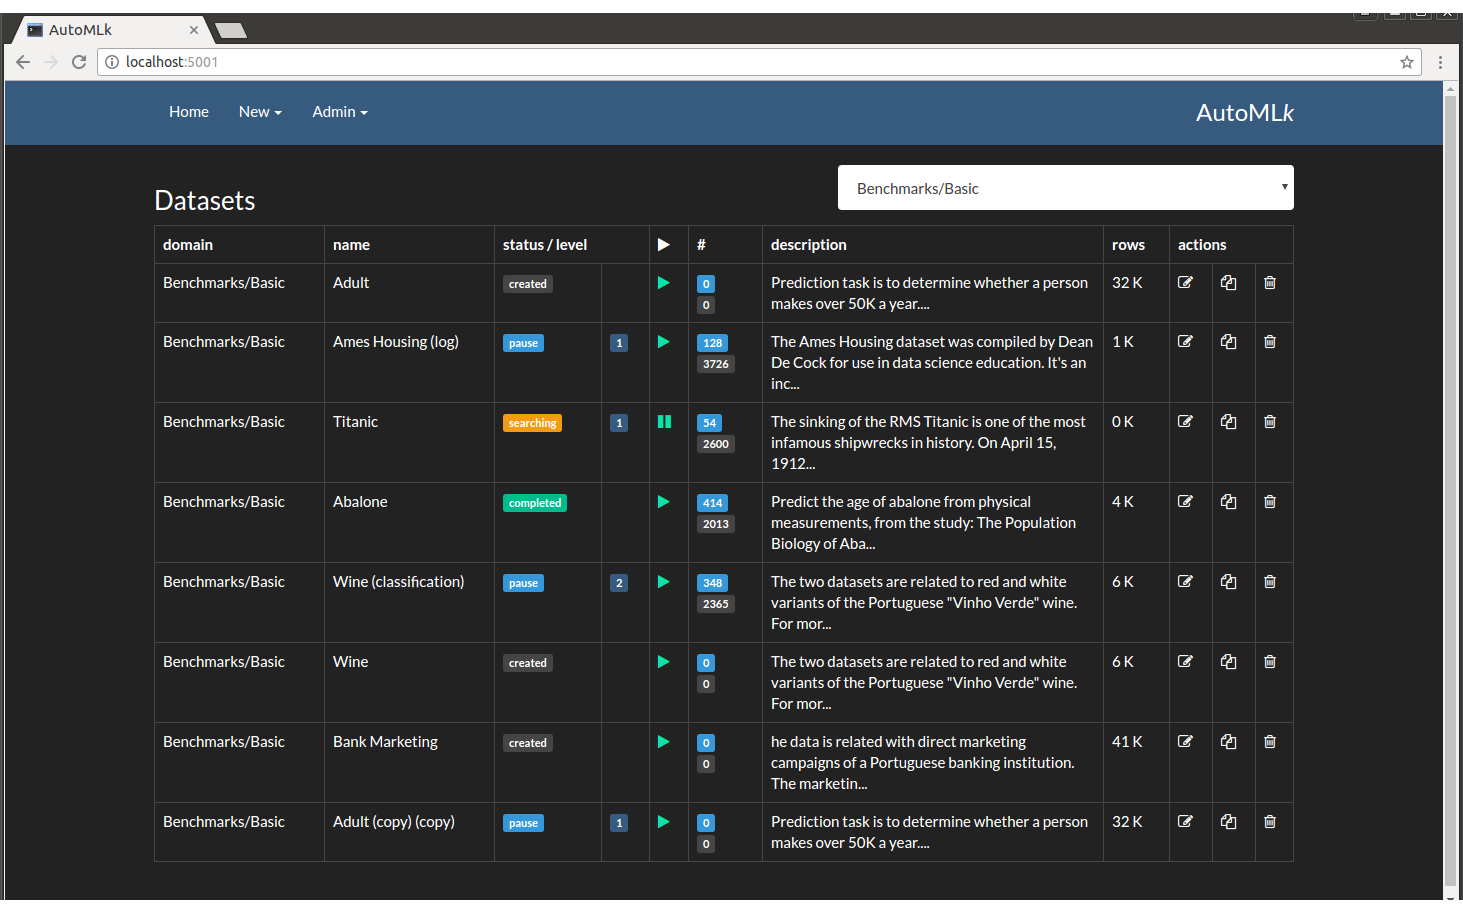 AutoMLk
localhost:5001
Home New Admin AutoMLk
Datasets Benchmarks/Basic
domain name status / level # description rows actions
Benchmarks/Basic Adult created 0 Prediction task is to determine whether a person 32 K
0 makes over 50K a year....
Benchmarks/Basic Ames Housing (log) pause 1 128 The Ames Housing dataset was compiled by Dean 1 K
3726 De Cock for use in data science education. It's an
inc...
Benchmarks/Basic Titanic searching 1 54 The sinking of the RMS Titanic is one of the most 0 K
2600 infamous shipwrecks in history. On April 15,
1912...
Benchmarks/Basic Abalone completed 414 Predict the age of abalone from physical 4 K
2013 measurements, from the study: The Population
Biology of Aba...
Benchmarks/Basic Wine (classification) pause 2 348 The two datasets are related to red and white 6 K
2365 variants of the Portuguese "Vinho Verde" wine.
For mor...
Benchmarks/Basic Wine created 0 The two datasets are related to red and white 6 K
0 variants of the Portuguese "Vinho Verde" wine.
For mor...
Benchmarks/Basic Bank Marketing created 0 he data is related with direct marketing 41 K
0 campaigns of a Portuguese banking institution.
The marketin...
Benchmarks/Basic Adult (copy) (copy) pause 1 0 Prediction task is to determine whether a person 32 K
0 makes over 50K a year....